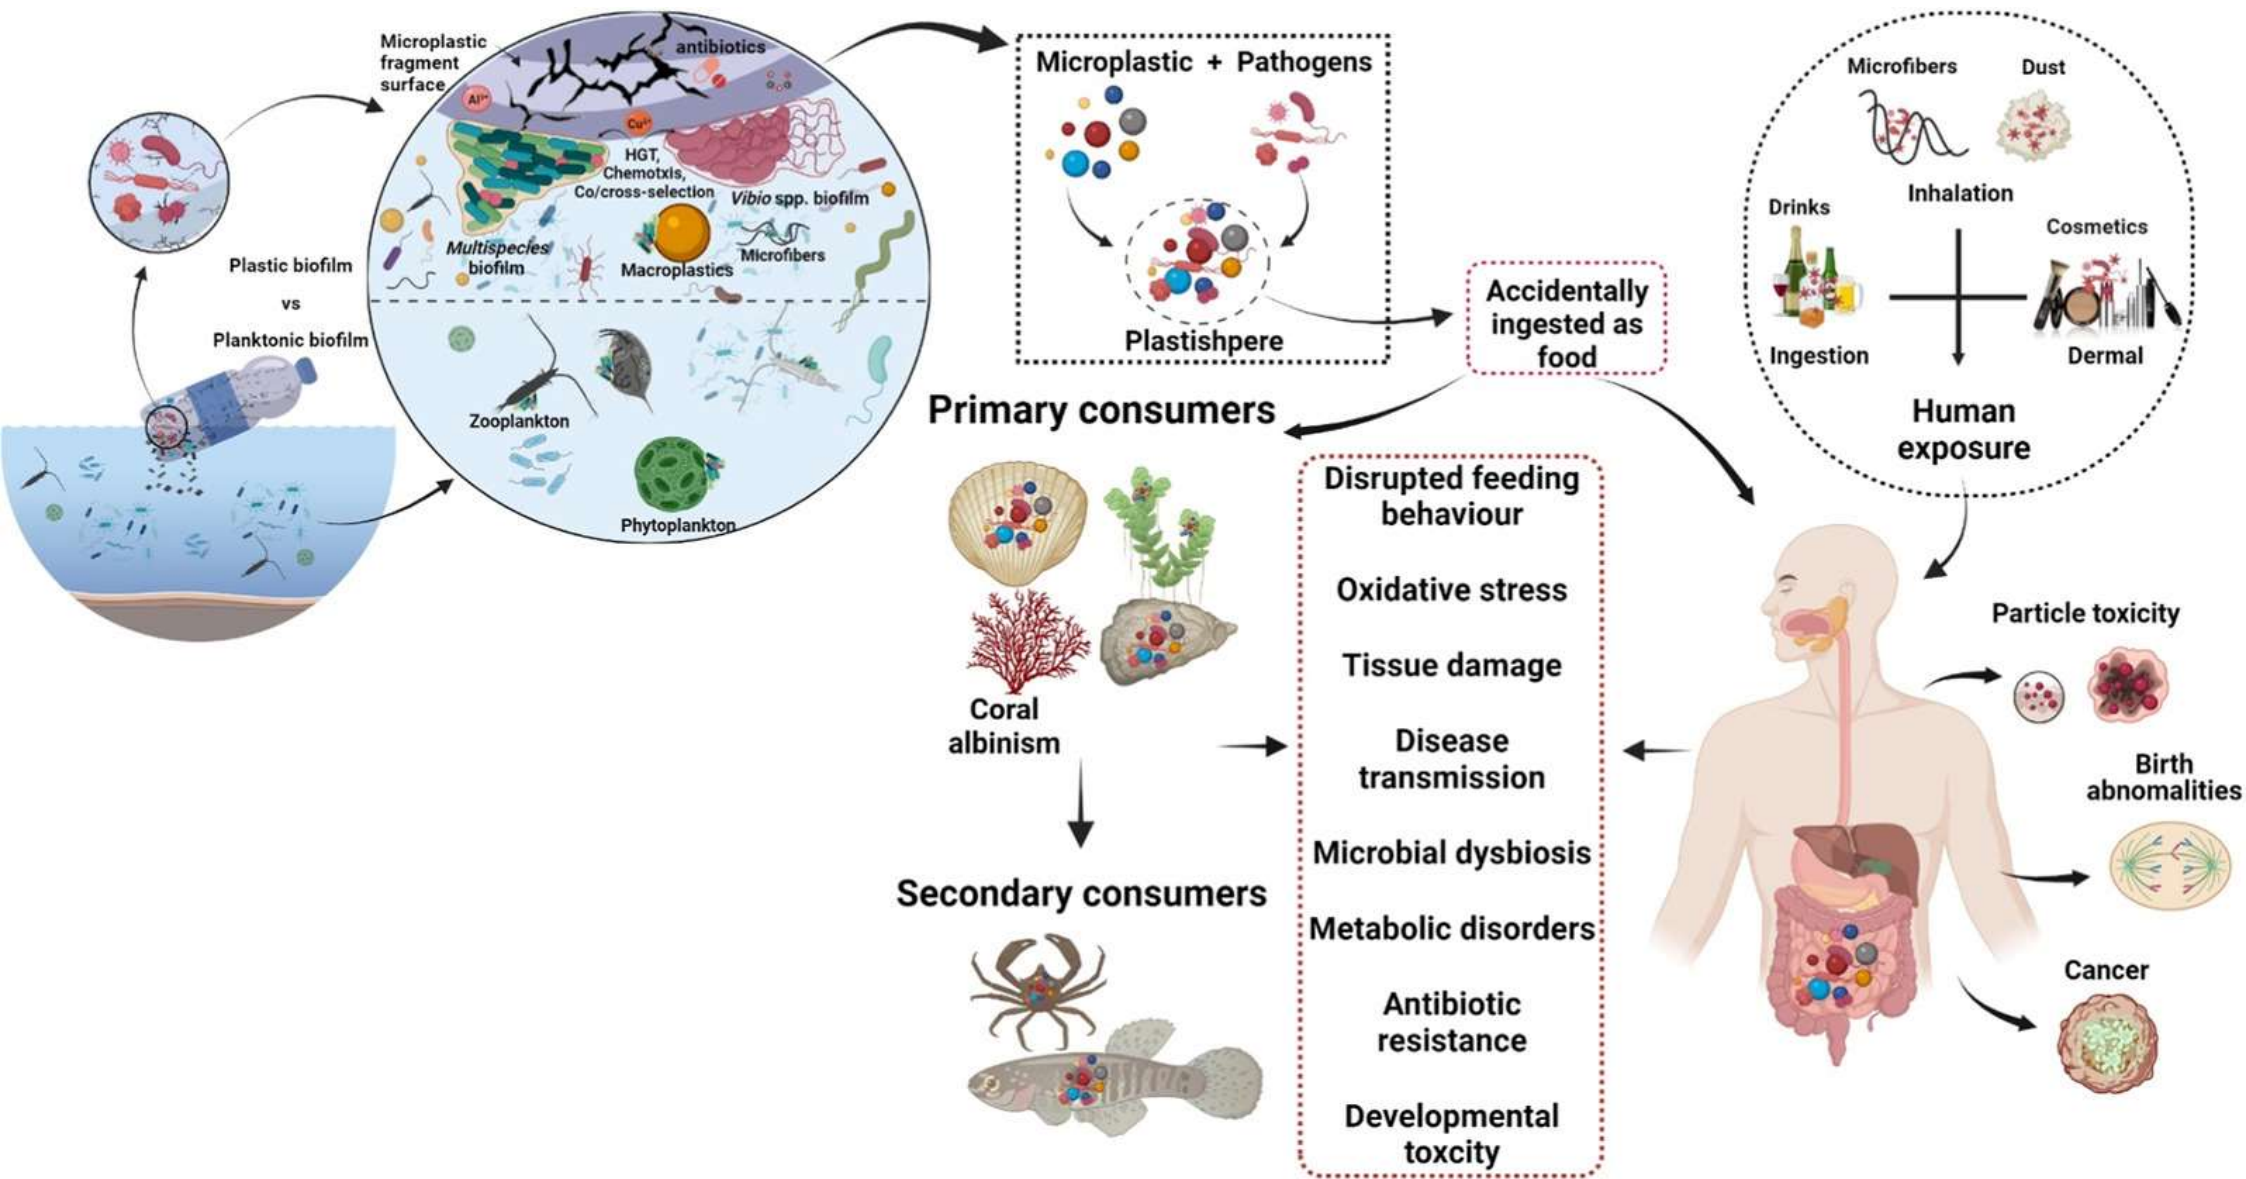 Microplastic
fragment
surface
antibiotics
Al³⁺
Cu²⁺
HGT,
Chemotxis,
Co/cross-selection
Vibio spp. biofilm
Multispecies
biofilm
Macroplastics
Microfibers
Zooplankton
Phytoplankton
Plastic biofilm
vs
Planktonic biofilm
Microplastic + Pathogens
Plastishpere
Accidentally
ingested as
food
Microfibers
Dust
Inhalation
Drinks
Cosmetics
Ingestion
Dermal
Human
exposure
Primary consumers
Coral
albinism
Secondary consumers
Disrupted feeding
behaviour
Oxidative stress
Tissue damage
Disease
transmission
Microbial dysbiosis
Metabolic disorders
Antibiotic
resistance
Developmental
toxcity
Particle toxicity
Birth
abnomalities
Cancer